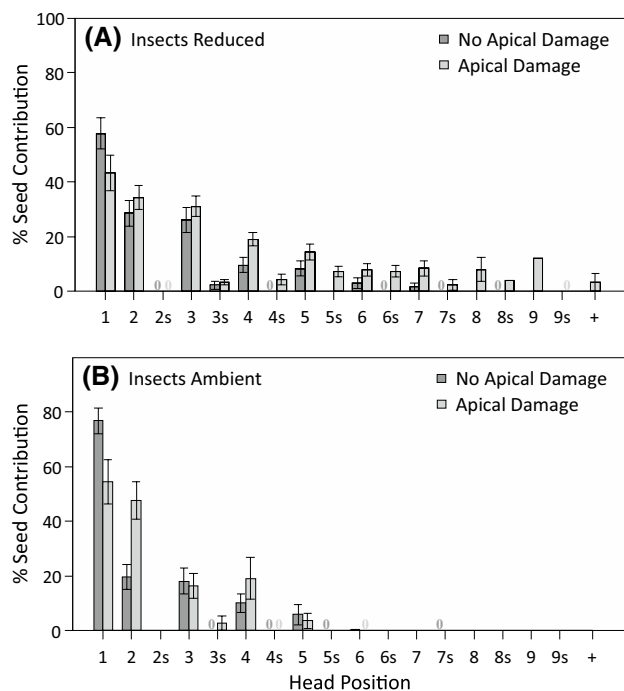 (A) Insects Reduced
No Apical Damage
Apical Damage
% Seed Contribution
100
80
60
40
20
0
0 0 0 0 0 0 0
1 2 2s 3 3s 4 4s 5 5s 6 6s 7 7s 8 8s 9 9s +
(B) Insects Ambient
No Apical Damage
Apical Damage
% Seed Contribution
80
60
40
20
0
0 0 0 0 0 0
1 2 2s 3 3s 4 4s 5 5s 6 6s 7 7s 8 8s 9 9s +
Head Position